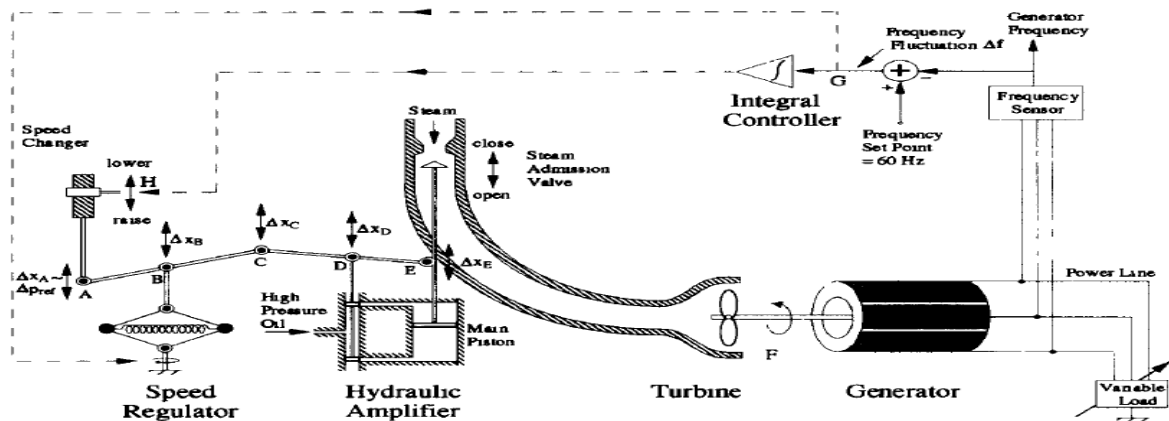 Generator
Frequency
Frequency
Fluctuation Δf
G
+
+
−
∫
Integral
Controller
Frequency
Sensor
Frequency
Set Point
= 60 Hz
Steam
close
Steam
Admission
Valve
open
Speed
Changer
lower
H
raise
Δx_A ~
Δp_ref
A
Δx_B
B
Δx_C
C
Δx_D
D
E
Δx_E
High
Pressure
Oil
Main
Piston
F
Power Line
Variable
Load
Speed
Regulator
Hydraulic
Amplifier
Turbine
Generator